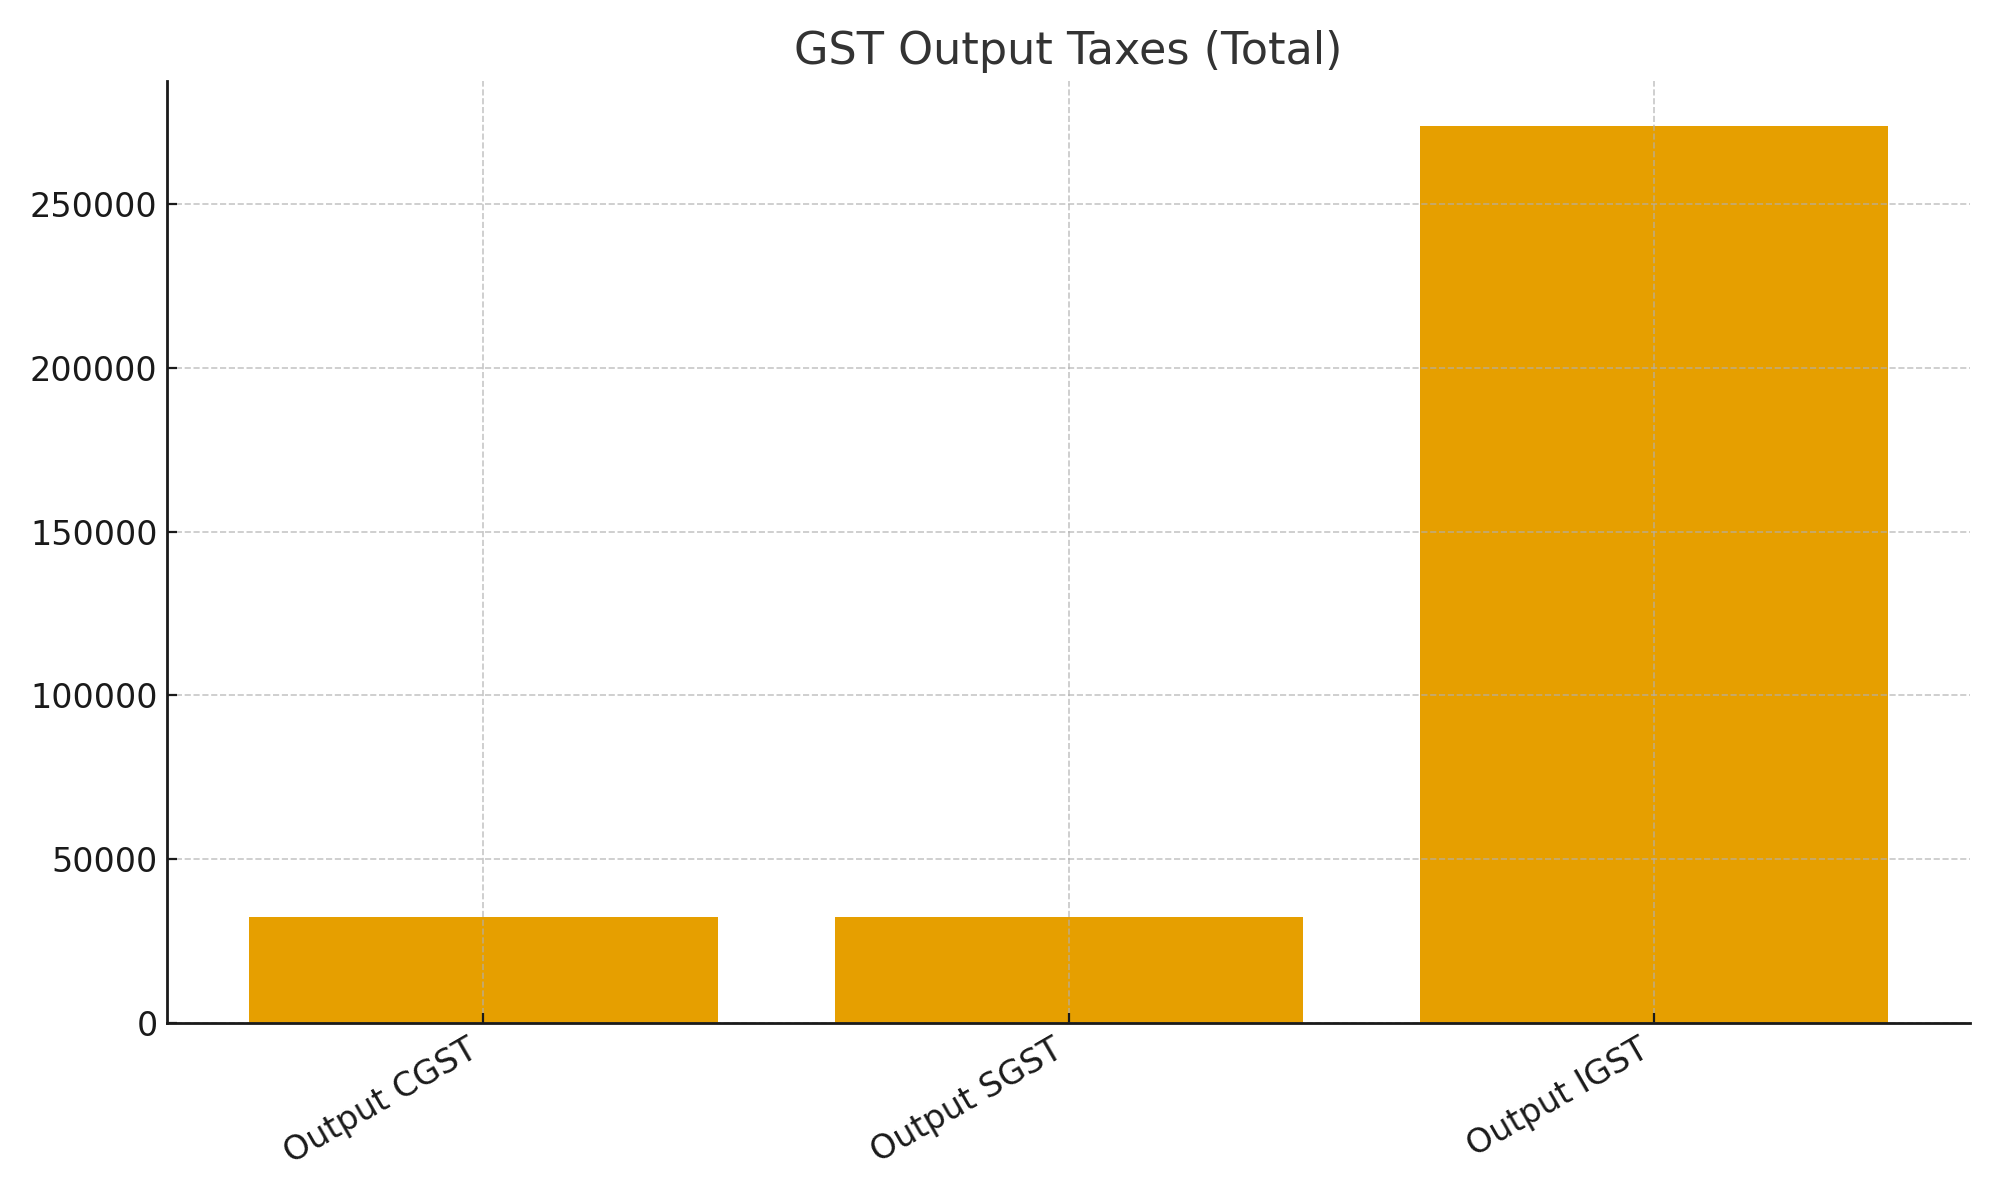 GST Output Taxes (Total)
250000
200000
150000
100000
50000
0
Output CGST
Output SGST
Output IGST